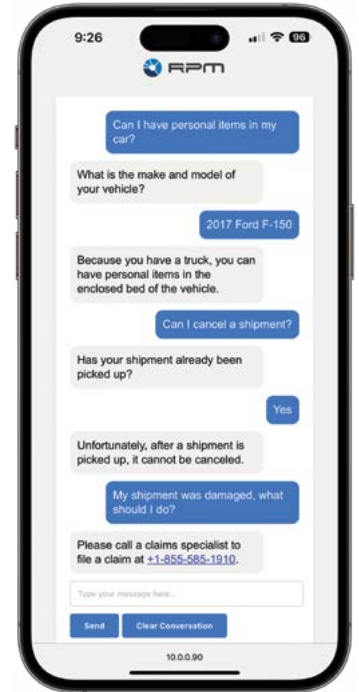 9:26
96
RPM
Can I have personal items in my
car?
What is the make and model of
your vehicle?
2017 Ford F-150
Because you have a truck, you can
have personal items in the
enclosed bed of the vehicle.
Can I cancel a shipment?
Has your shipment already been
picked up?
Yes
Unfortunately, after a shipment is
picked up, it cannot be canceled.
My shipment was damaged, what
should I do?
Please call a claims specialist to
file a claim at +1-855-585-1910.
Type your message here...
Send
Clear Conversation
10.0.0.90